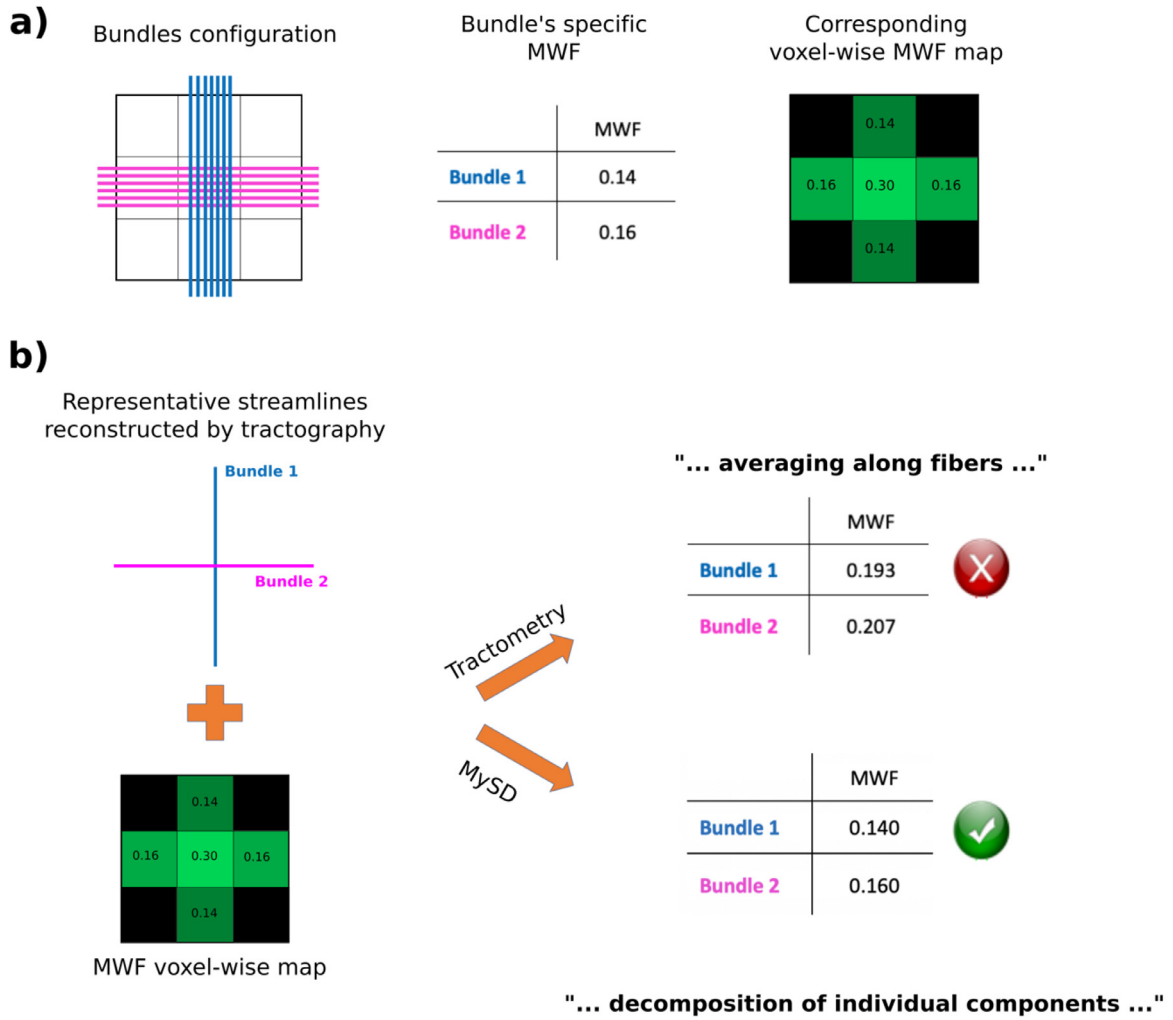 a)
Bundles configuration
Bundle's specific
MWF
Corresponding
voxel-wise MWF map
MWF
Bundle 1 0.14
Bundle 2 0.16
0.14
0.16 0.30 0.16
0.14
b)
Representative streamlines
reconstructed by tractography
Bundle 1
Bundle 2
0.14
0.16 0.30 0.16
0.14
MWF voxel-wise map
Tractometry
MySD
"... averaging along fibers ..."
MWF
Bundle 1 0.193
Bundle 2 0.207
X
MWF
Bundle 1 0.140
Bundle 2 0.160
"... decomposition of individual components ..."